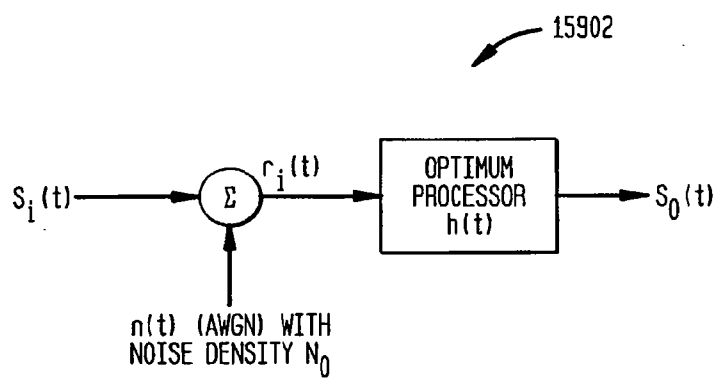 15902
S_i(t)
Σ
r_i(t)
OPTIMUM
PROCESSOR
h(t)
S_0(t)
n(t) (AWGN) WITH
NOISE DENSITY N_0